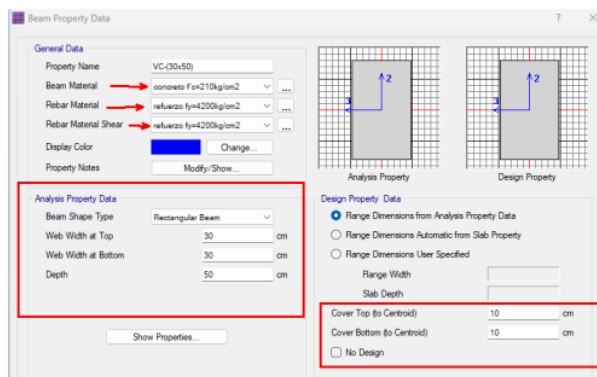 Beam Property Data
? ×
General Data
Property Name VC-(30x50)
Beam Material concreto f'c=210kg/cm2 ...
Rebar Material refuerzo fy=4200kg/cm2 ...
Rebar Material Shear refuerzo fy=4200kg/cm2 ...
Display Color Change...
Property Notes Modify/Show...
2
3
Analysis Property
2
3
Design Property
Analysis Property Data
Beam Shape Type Rectangular Beam
Web Width at Top 30 cm
Web Width at Bottom 30 cm
Depth 50 cm
Show Properties...
Design Property Data
Flange Dimensions from Analysis Property Data
Flange Dimensions Automatic from Slab Property
Flange Dimensions User Specified
Flange Width
Slab Depth
Cover Top (to Centroid) 10 cm
Cover Bottom (to Centroid) 10 cm
No Design